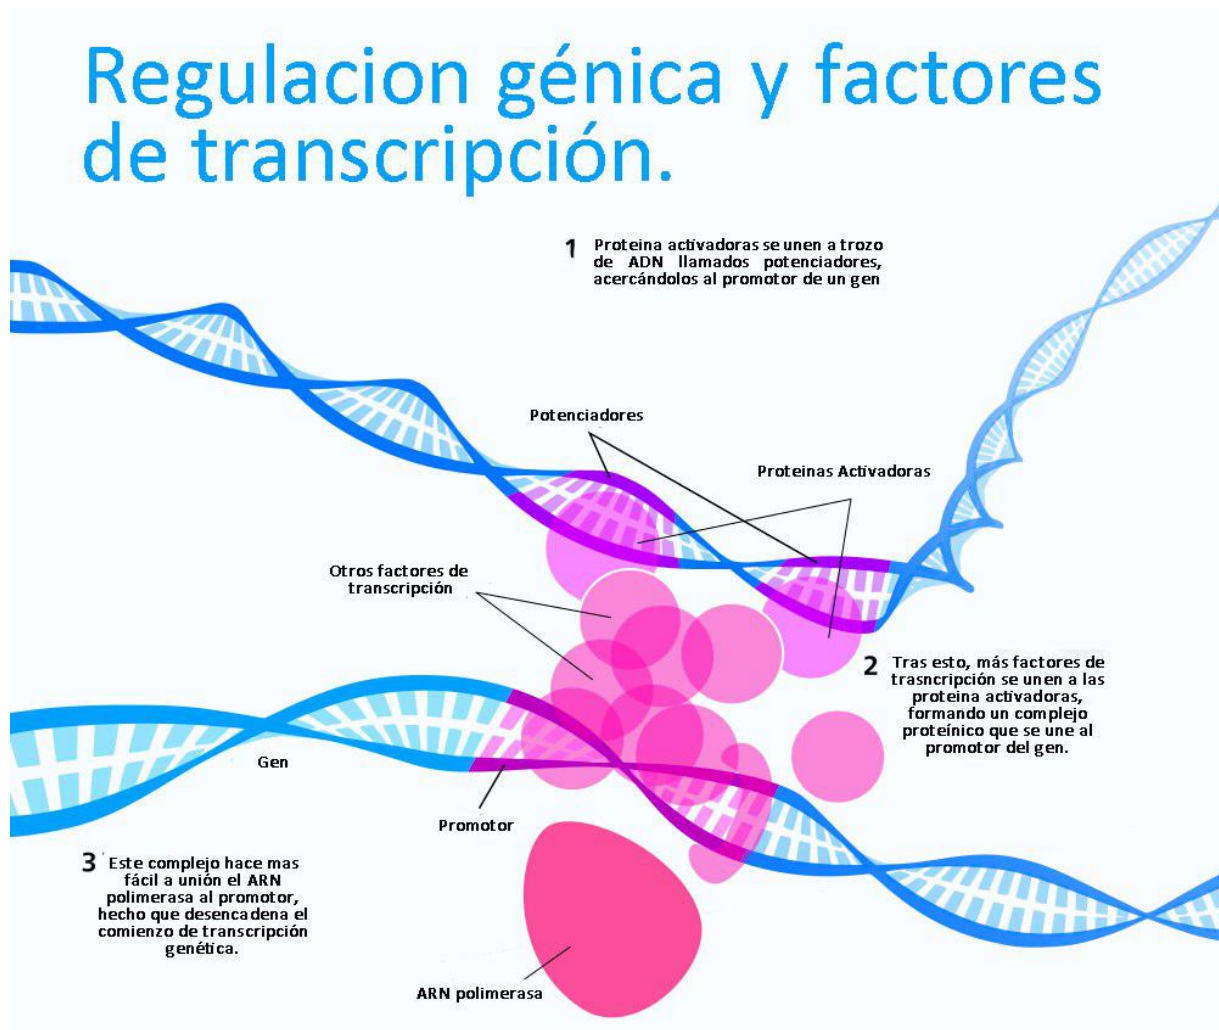 Regulacion génica y factores
de transcripción.
1 Proteina activadoras se unen a trozo
de ADN llamados potenciadores,
acercándolos al promotor de un gen
Potenciadores
Proteinas Activadoras
Otros factores de
transcripción
2 Tras esto, más factores de
trasncripción se unen a las
proteina activadoras,
formando un complejo
proteínico que se une al
promotor del gen.
Gen
Promotor
3 Este complejo hace mas
fácil a unión el ARN
polimerasa al promotor,
hecho que desencadena el
comienzo de transcripción
genética.
ARN polimerasa